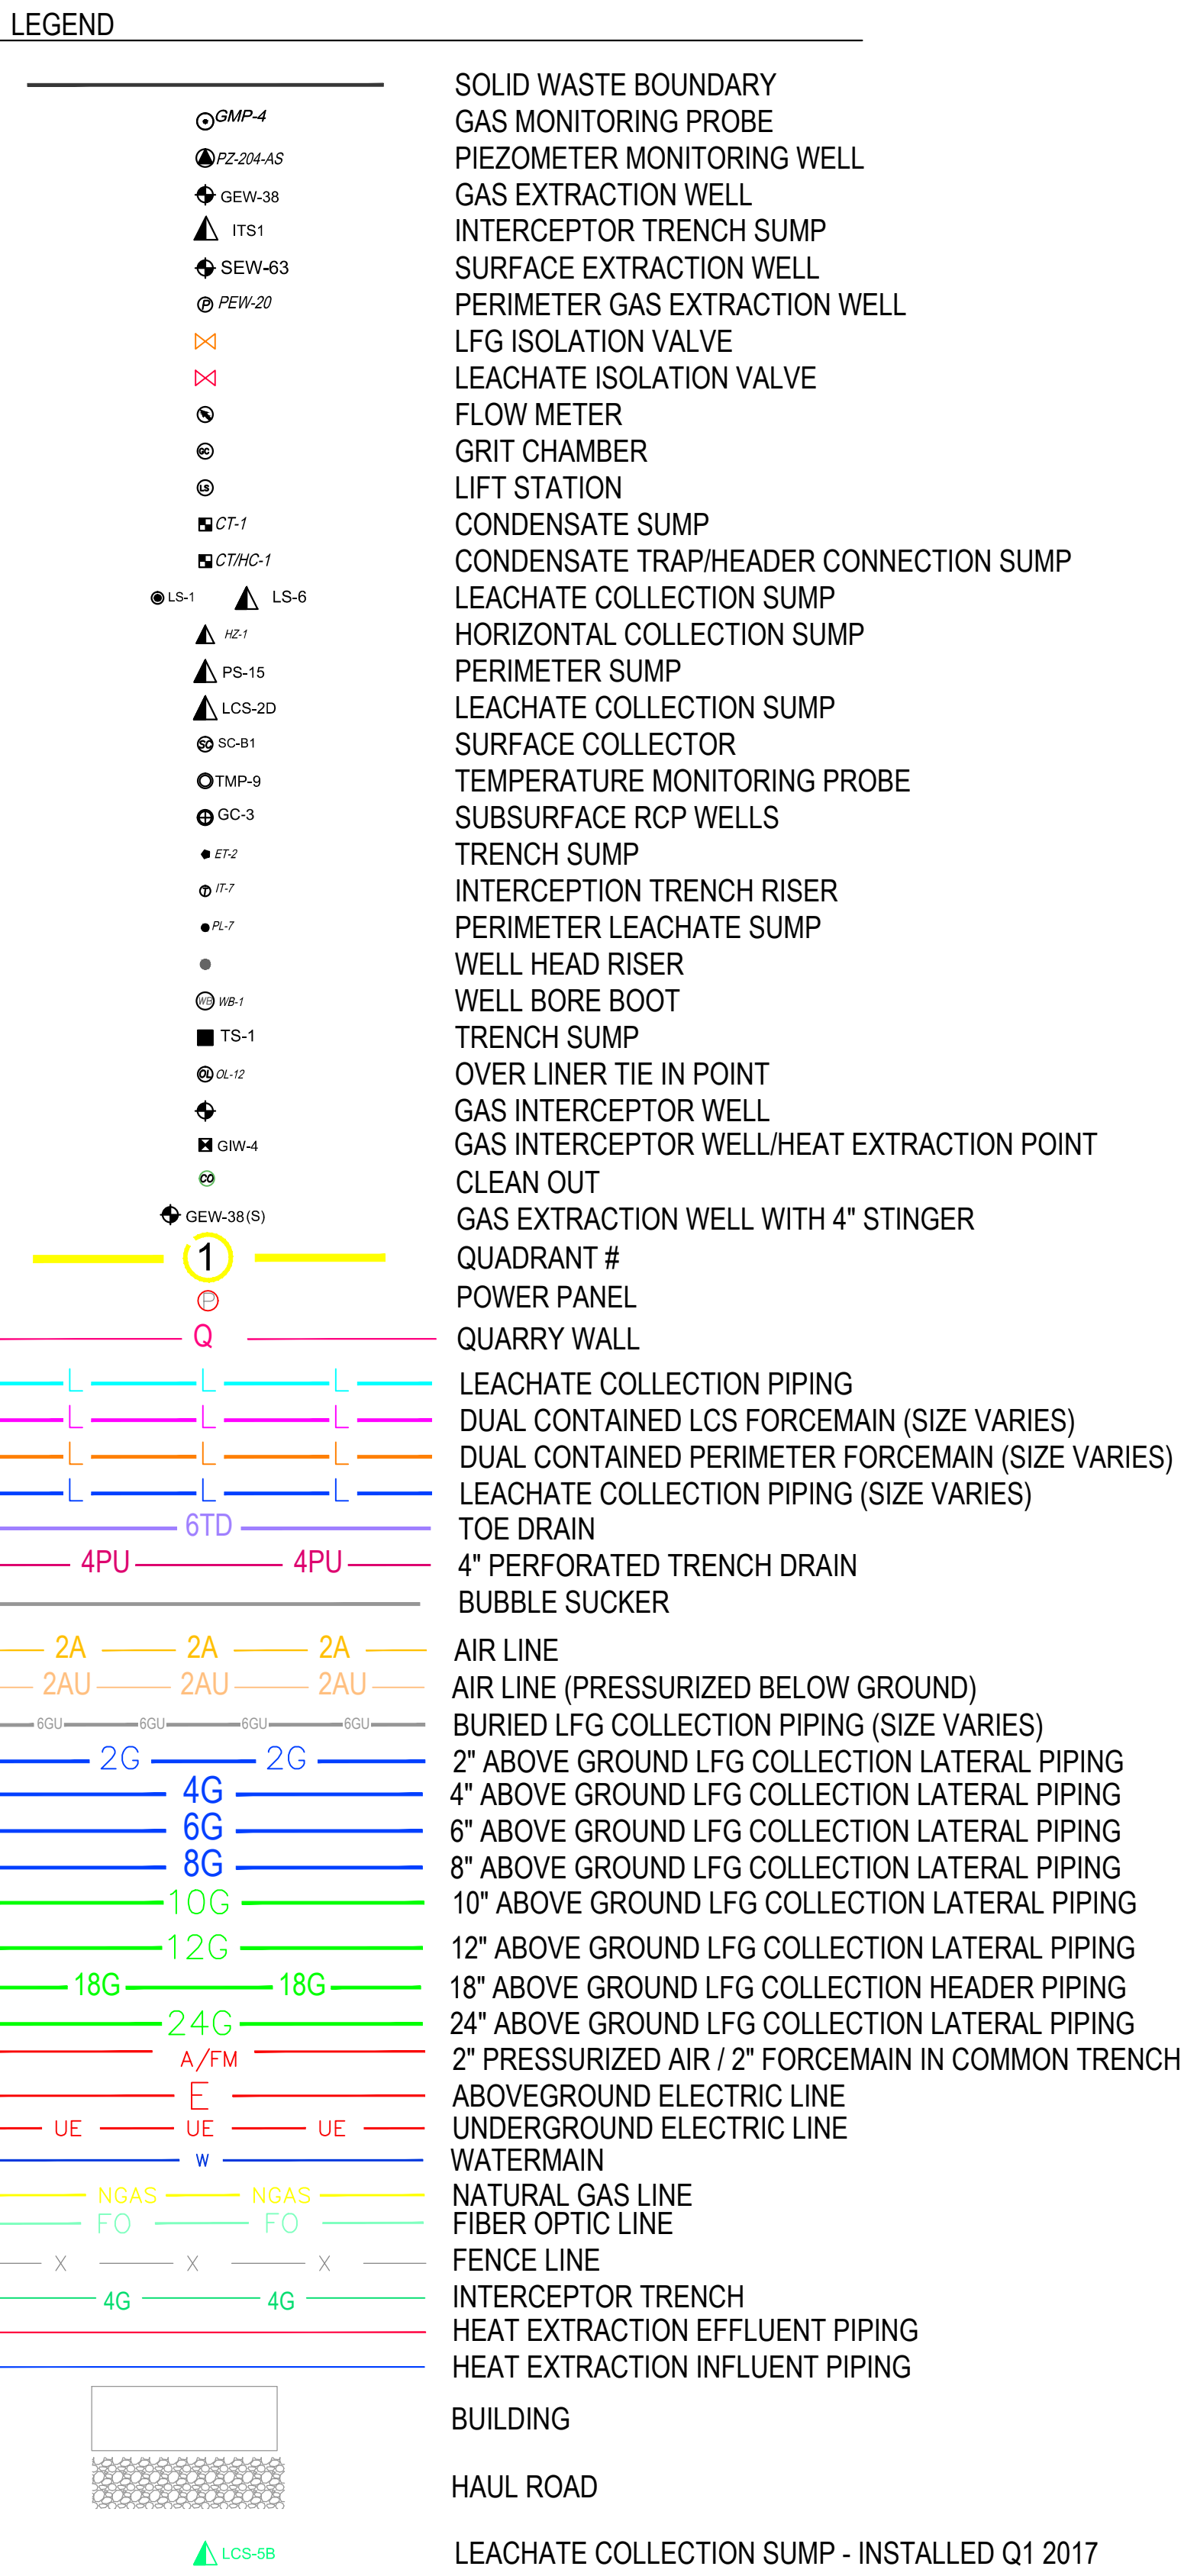 LEGEND
SOLID WASTE BOUNDARY
GMP-4 GAS MONITORING PROBE
PZ-204-AS PIEZOMETER MONITORING WELL
GEW-38 GAS EXTRACTION WELL
ITS1 INTERCEPTOR TRENCH SUMP
SEW-63 SURFACE EXTRACTION WELL
P PEW-20 PERIMETER GAS EXTRACTION WELL
LFG ISOLATION VALVE
LEACHATE ISOLATION VALVE
FLOW METER
GC GRIT CHAMBER
LS LIFT STATION
CT-1 CONDENSATE SUMP
CT/HC-1 CONDENSATE TRAP/HEADER CONNECTION SUMP
LS-1 LS-6 LEACHATE COLLECTION SUMP
HZ-1 HORIZONTAL COLLECTION SUMP
PS-15 PERIMETER SUMP
LCS-2D LEACHATE COLLECTION SUMP
SC SC-B1 SURFACE COLLECTOR
TMP-9 TEMPERATURE MONITORING PROBE
GC-3 SUBSURFACE RCP WELLS
ET-2 TRENCH SUMP
T IT-7 INTERCEPTION TRENCH RISER
PL-7 PERIMETER LEACHATE SUMP
WELL HEAD RISER
WB WB-1 WELL BORE BOOT
TS-1 TRENCH SUMP
OL OL-12 OVER LINER TIE IN POINT
GAS INTERCEPTOR WELL
GIW-4 GAS INTERCEPTOR WELL/HEAT EXTRACTION POINT
CO CLEAN OUT
GEW-38(S) GAS EXTRACTION WELL WITH 4" STINGER
1 QUADRANT #
P POWER PANEL
Q QUARRY WALL
L L L LEACHATE COLLECTION PIPING
L L L DUAL CONTAINED LCS FORCEMAIN (SIZE VARIES)
L L L DUAL CONTAINED PERIMETER FORCEMAIN (SIZE VARIES)
L L L LEACHATE COLLECTION PIPING (SIZE VARIES)
6TD TOE DRAIN
4PU 4PU 4" PERFORATED TRENCH DRAIN
BUBBLE SUCKER
2A 2A 2A AIR LINE
2AU 2AU 2AU AIR LINE (PRESSURIZED BELOW GROUND)
6GU 6GU 6GU 6GU BURIED LFG COLLECTION PIPING (SIZE VARIES)
2G 2G 2" ABOVE GROUND LFG COLLECTION LATERAL PIPING
4G 4" ABOVE GROUND LFG COLLECTION LATERAL PIPING
6G 6" ABOVE GROUND LFG COLLECTION LATERAL PIPING
8G 8" ABOVE GROUND LFG COLLECTION LATERAL PIPING
10G 10" ABOVE GROUND LFG COLLECTION LATERAL PIPING
12G 12" ABOVE GROUND LFG COLLECTION LATERAL PIPING
18G 18G 18" ABOVE GROUND LFG COLLECTION HEADER PIPING
24G 24" ABOVE GROUND LFG COLLECTION LATERAL PIPING
A/FM 2" PRESSURIZED AIR / 2" FORCEMAIN IN COMMON TRENCH
E ABOVEGROUND ELECTRIC LINE
UE UE UE UNDERGROUND ELECTRIC LINE
W WATERMAIN
NGAS NGAS NATURAL GAS LINE
FO FO FIBER OPTIC LINE
X X X FENCE LINE
4G 4G INTERCEPTOR TRENCH
HEAT EXTRACTION EFFLUENT PIPING
HEAT EXTRACTION INFLUENT PIPING
BUILDING
HAUL ROAD
LCS-5B LEACHATE COLLECTION SUMP - INSTALLED Q1 2017